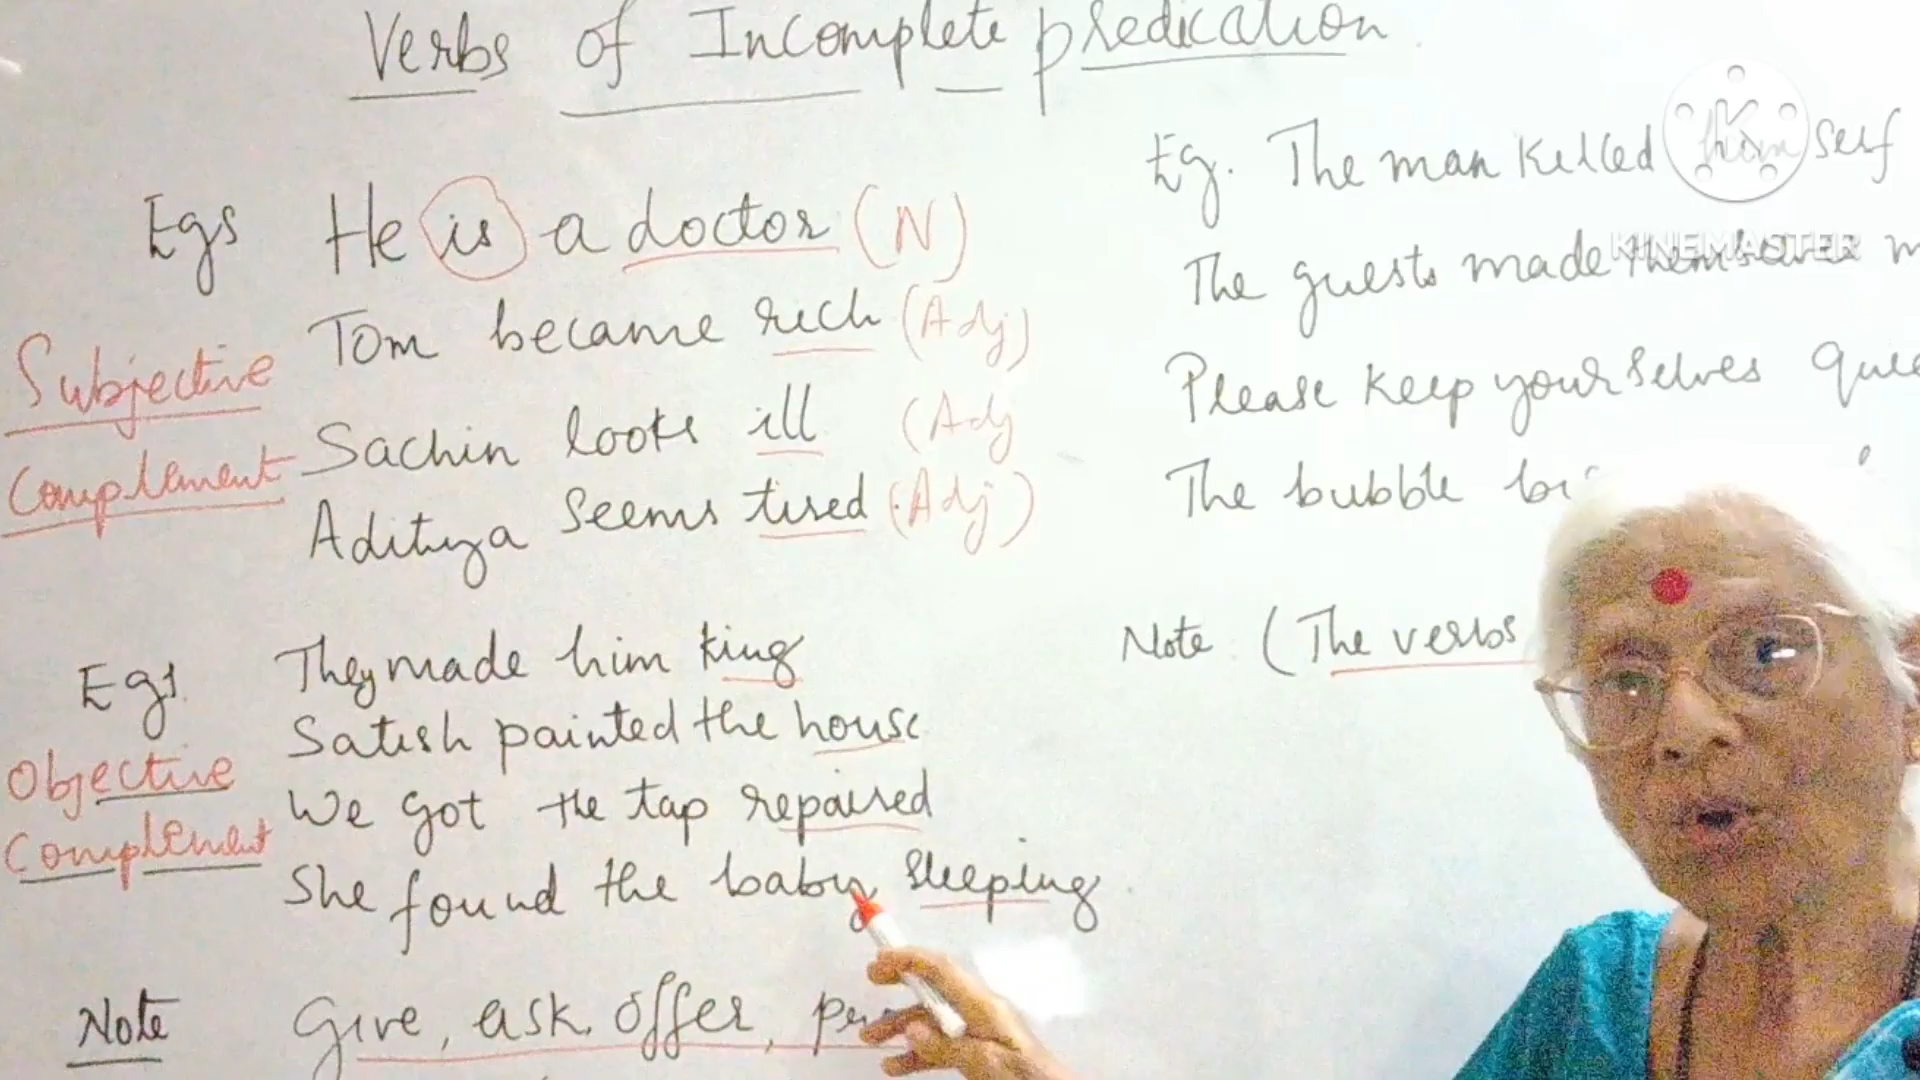 Verbs of Incomplete predication
Egs He is a doctor (N)
Tom became rich (Adj)
Sachin looks ill (Adj
Aditya seems tired (Adj)
Subjective
Complement
Egs They made him king
Satish painted the house
We got the tap repaired
She found the baby sleeping
Objective
Complement
Note Give, ask, offer,
Eg. The man killed himself
The guests made themselves
Please keep yourselves
The bubble
Note (The verbs
KINEMASTER